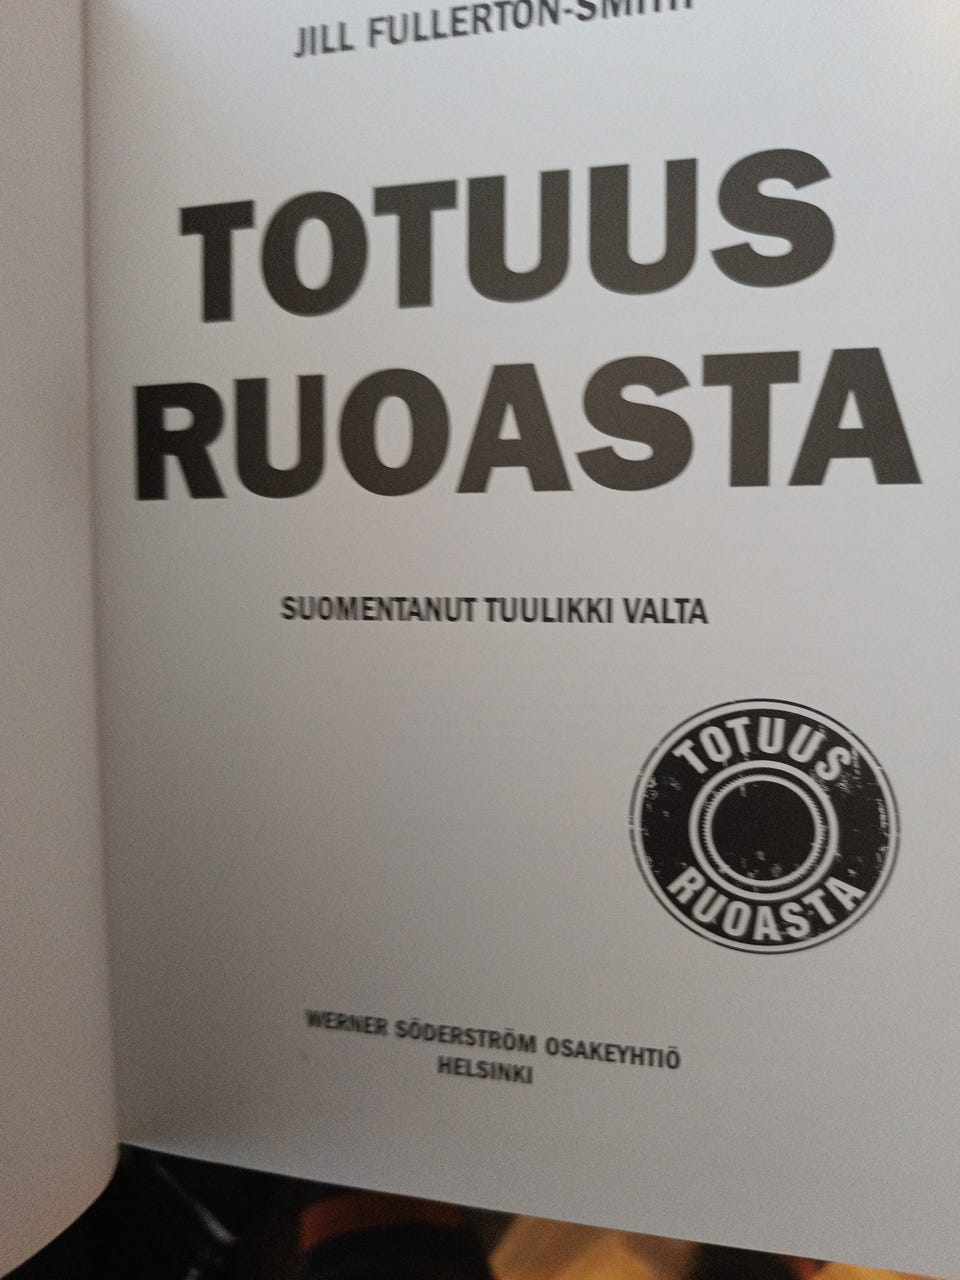 JILL FULLERTON-SMITH
TOTUUS
RUOASTA
SUOMENTANUT TUULIKKI VALTA
TOTUUS
RUOASTA
WERNER SÖDERSTRÖM OSAKEYHTIÖ
HELSINKI